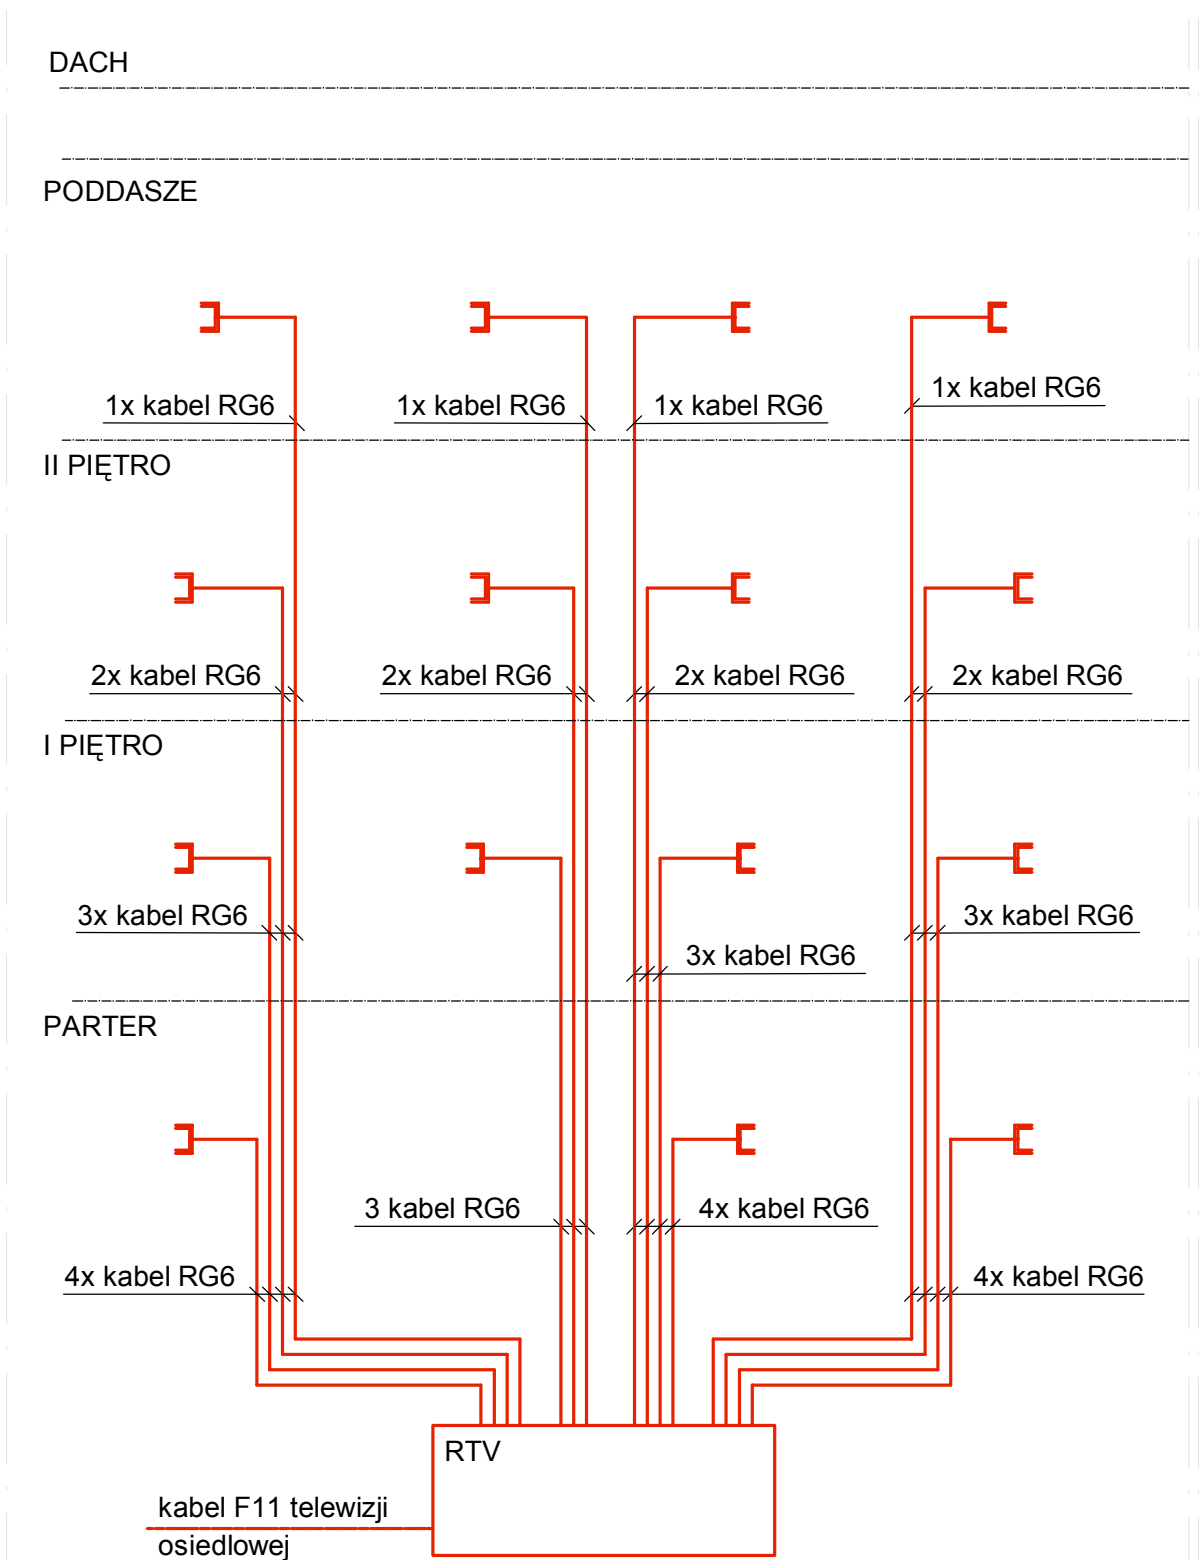 DACH
PODDASZE
1x kabel RG6
1x kabel RG6
1x kabel RG6
1x kabel RG6
II PIĘTRO
2x kabel RG6
2x kabel RG6
2x kabel RG6
2x kabel RG6
I PIĘTRO
3x kabel RG6
3x kabel RG6
3x kabel RG6
PARTER
3 kabel RG6
4x kabel RG6
4x kabel RG6
4x kabel RG6
RTV
kabel F11 telewizji
osiedlowej